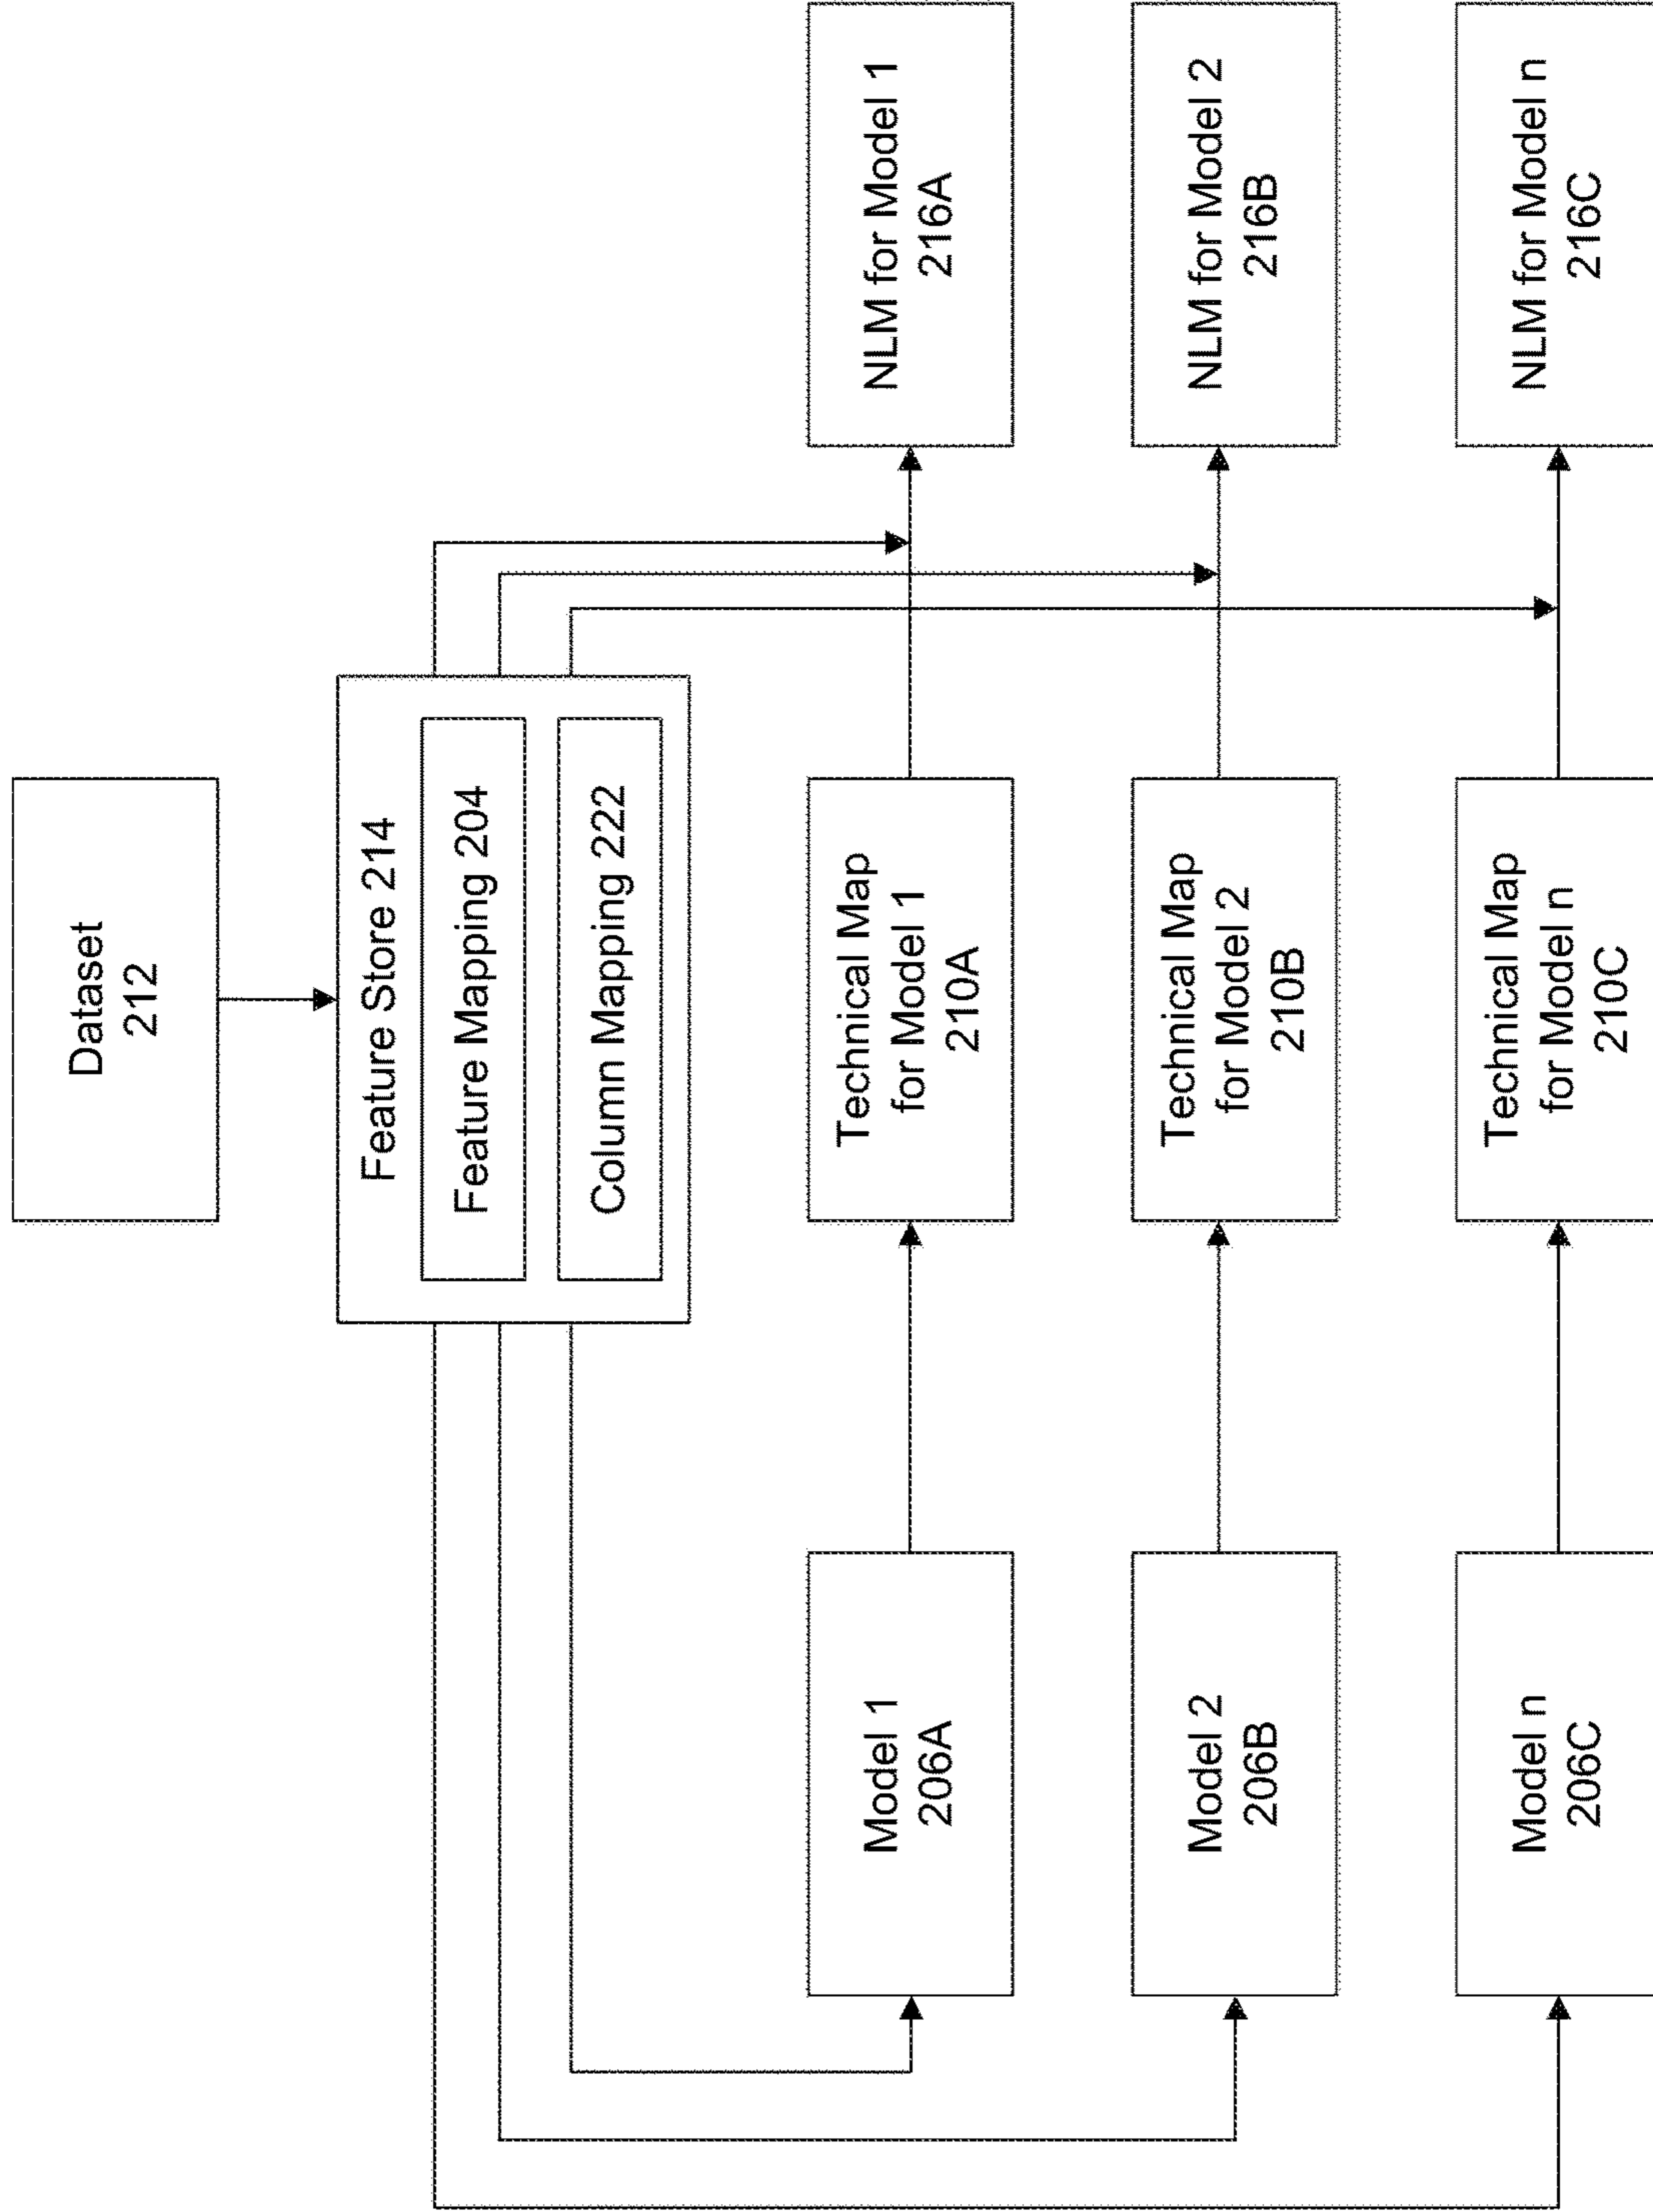 Dataset
212
Feature Store 214
Feature Mapping 204
Column Mapping 222
Model 1
206A
Technical Map
for Model 1
210A
NLM for Model 1
216A
Model 2
206B
Technical Map
for Model 2
210B
NLM for Model 2
216B
Model n
206C
Technical Map
for Model n
210C
NLM for Model n
216C